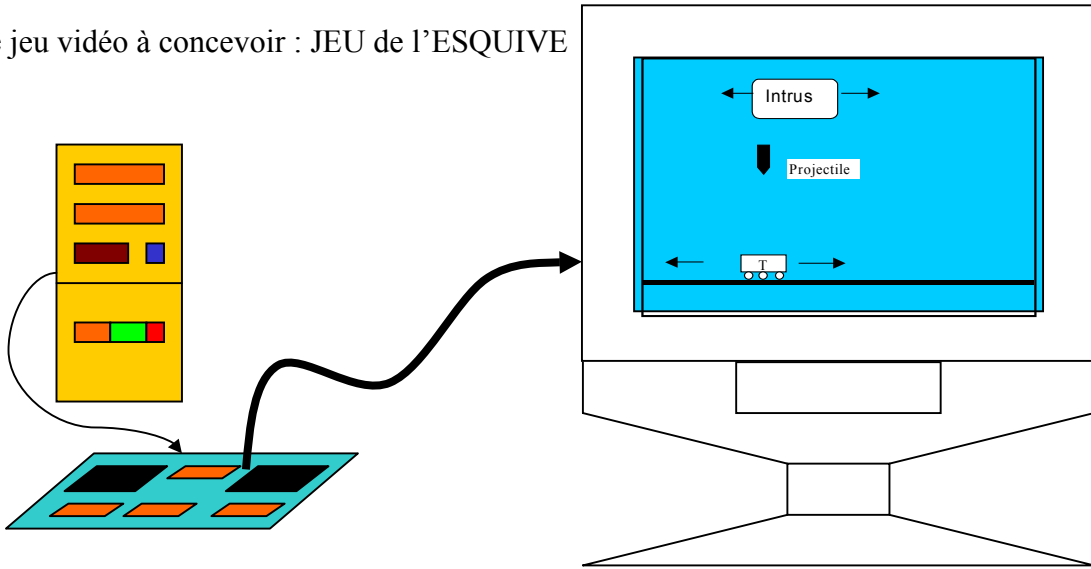 jeu vidéo à concevoir : JEU de l’ESQUIVE
Intrus
Projectile
T